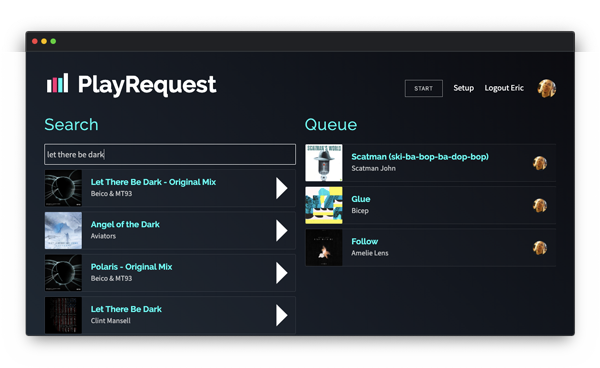 PlayRequest
START
Setup
Logout Eric
Search
let there be dark
Let There Be Dark - Original Mix
Beico & MT93
Angel of the Dark
Aviators
Polaris - Original Mix
Beico & MT93
Let There Be Dark
Clint Mansell
Queue
SCATMAN'S WORLD
Scatman (ski-ba-bop-ba-dop-bop)
Scatman John
Glue
Bicep
Follow
Amelie Lens